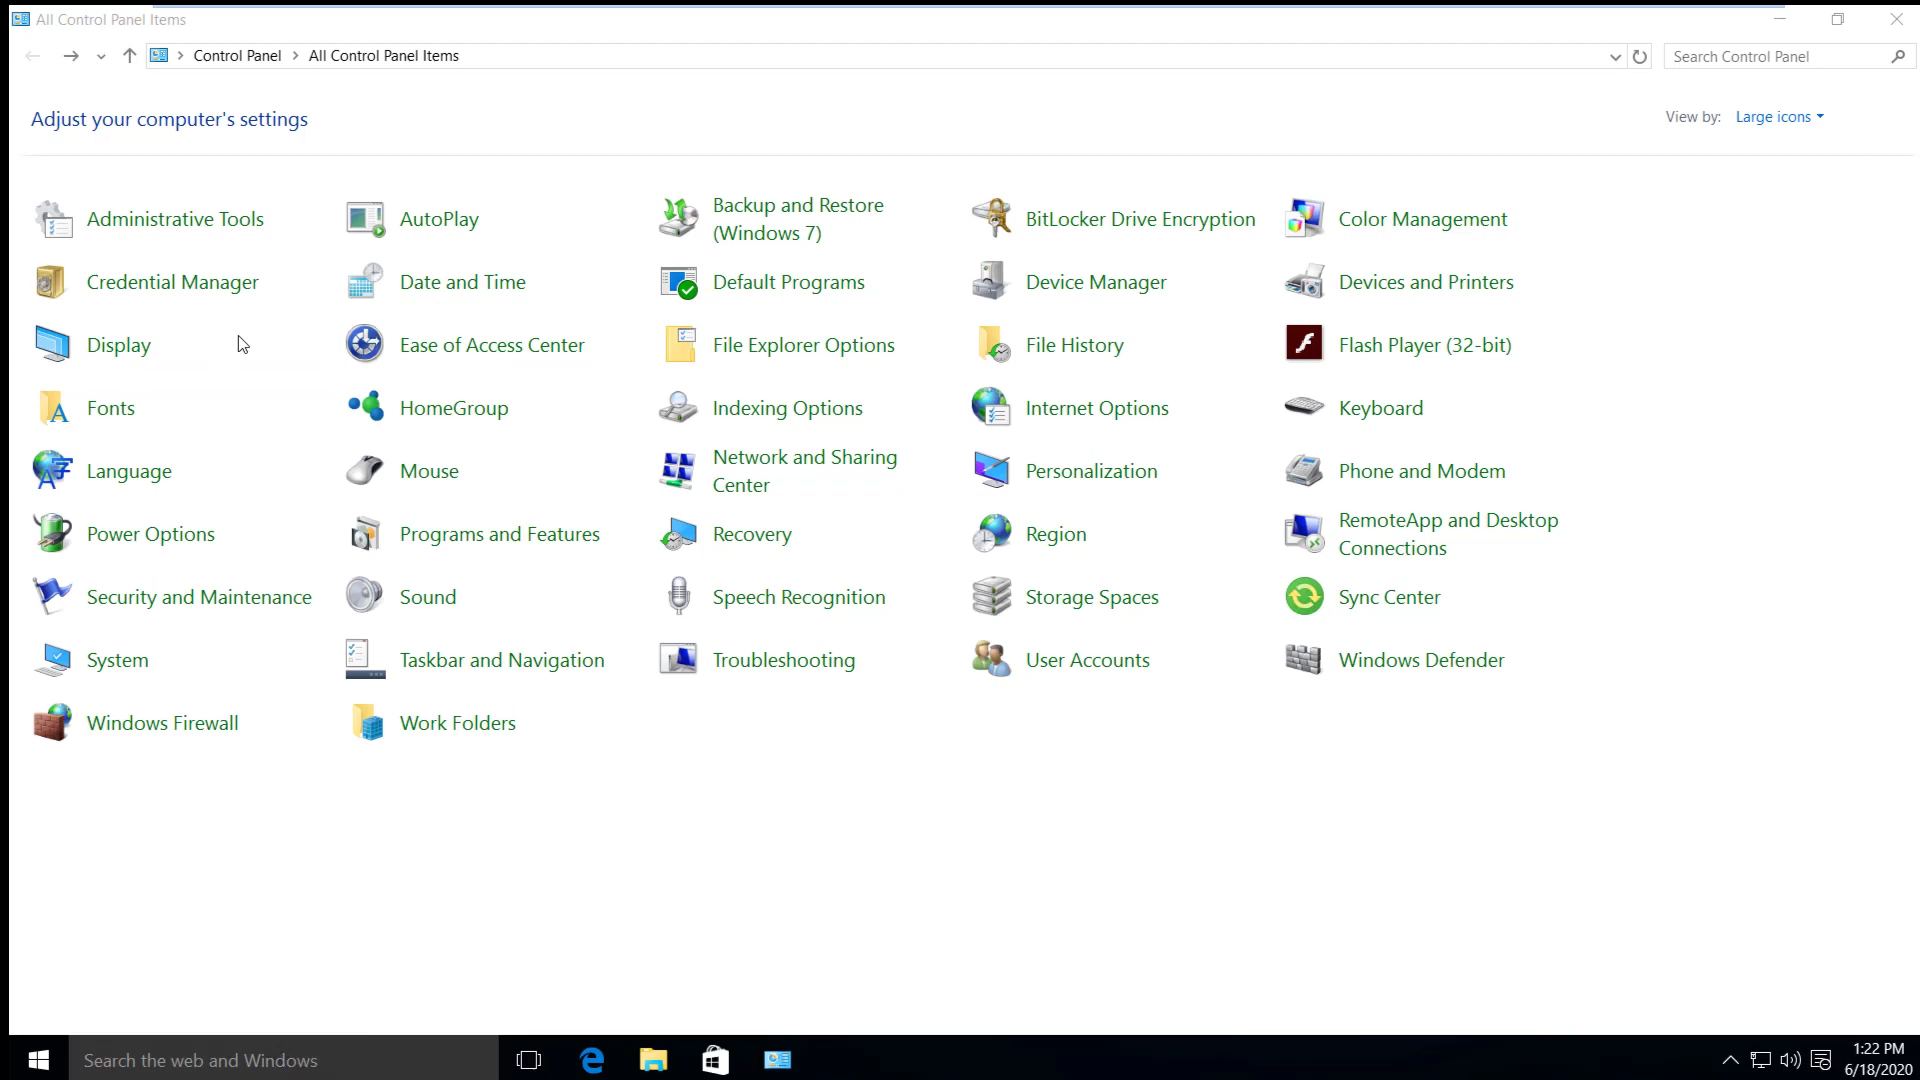 All Control Panel Items
Control Panel > All Control Panel Items
Search Control Panel
Adjust your computer's settings
View by: Large icons
Administrative Tools
AutoPlay
Backup and Restore
(Windows 7)
BitLocker Drive Encryption
Color Management
Credential Manager
Date and Time
Default Programs
Device Manager
Devices and Printers
Display
Ease of Access Center
File Explorer Options
File History
Flash Player (32-bit)
Fonts
HomeGroup
Indexing Options
Internet Options
Keyboard
Language
Mouse
Network and Sharing
Center
Personalization
Phone and Modem
Power Options
Programs and Features
Recovery
Region
RemoteApp and Desktop
Connections
Security and Maintenance
Sound
Speech Recognition
Storage Spaces
Sync Center
System
Taskbar and Navigation
Troubleshooting
User Accounts
Windows Defender
Windows Firewall
Work Folders
Search the web and Windows
1:22 PM
6/18/2020